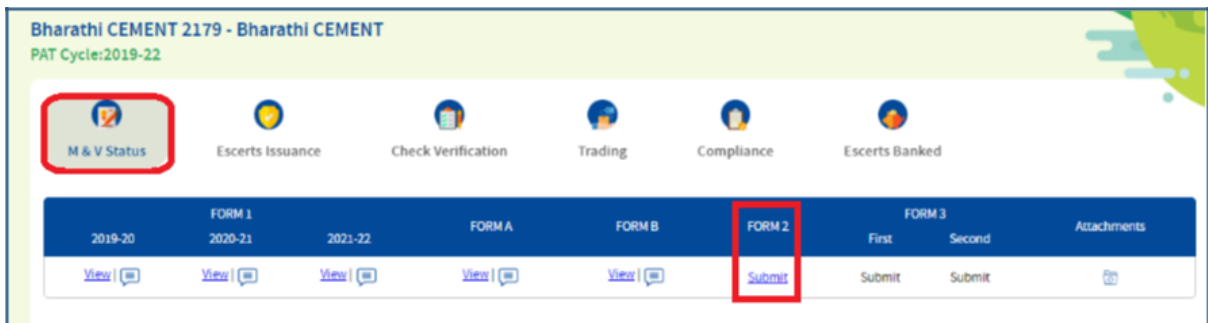 Bharathi CEMENT 2179 - Bharathi CEMENT
PAT Cycle:2019-22
M & V Status Escerts Issuance Check Verification Trading Compliance Escerts Banked
FORM 1 FORM A FORM B FORM 2 FORM 3 Attachments
2019-20 2020-21 2021-22 First Second
View | View | View | View | View | Submit Submit Submit